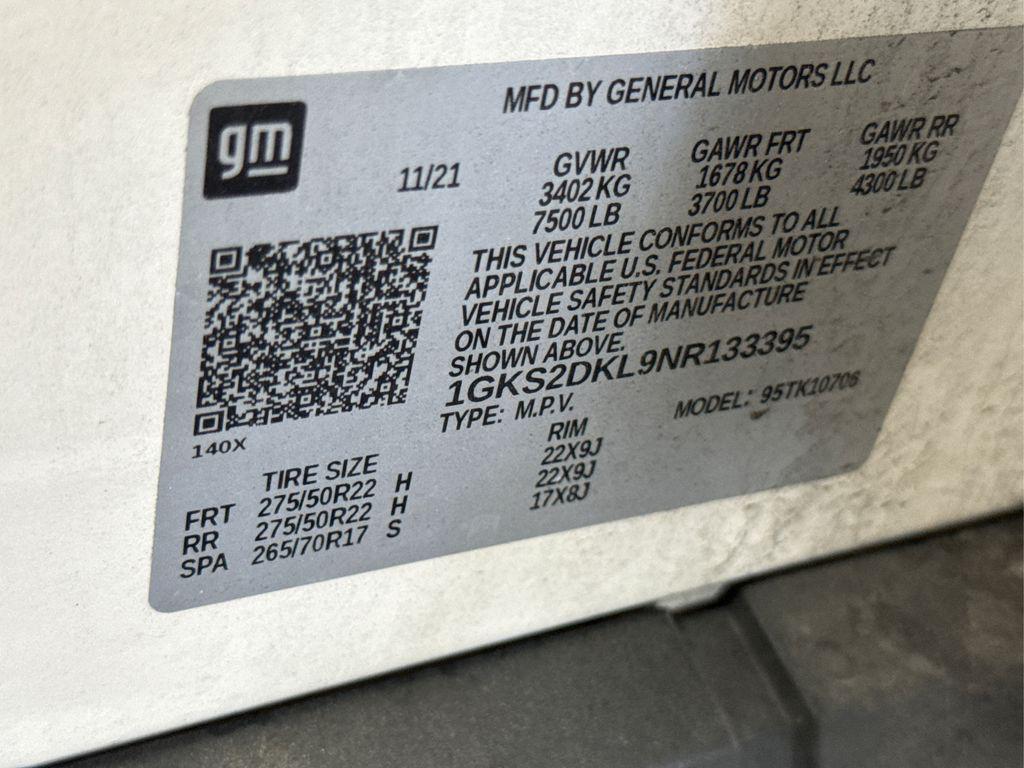 gm
MFD BY GENERAL MOTORS LLC
11/21
GVWR GAWR FRT GAWR RR
3402 KG 1678 KG 1950 KG
7500 LB 3700 LB 4300 LB
THIS VEHICLE CONFORMS TO ALL
APPLICABLE U.S. FEDERAL MOTOR
VEHICLE SAFETY STANDARDS IN EFFECT
ON THE DATE OF MANUFACTURE
SHOWN ABOVE.
1GKS2DKL9NR133395
TYPE: M.P.V. MODEL: 95TK10706
140X
TIRE SIZE RIM
FRT 275/50R22 H 22X9J
RR 275/50R22 H 22X9J
SPA 265/70R17 S 17X8J